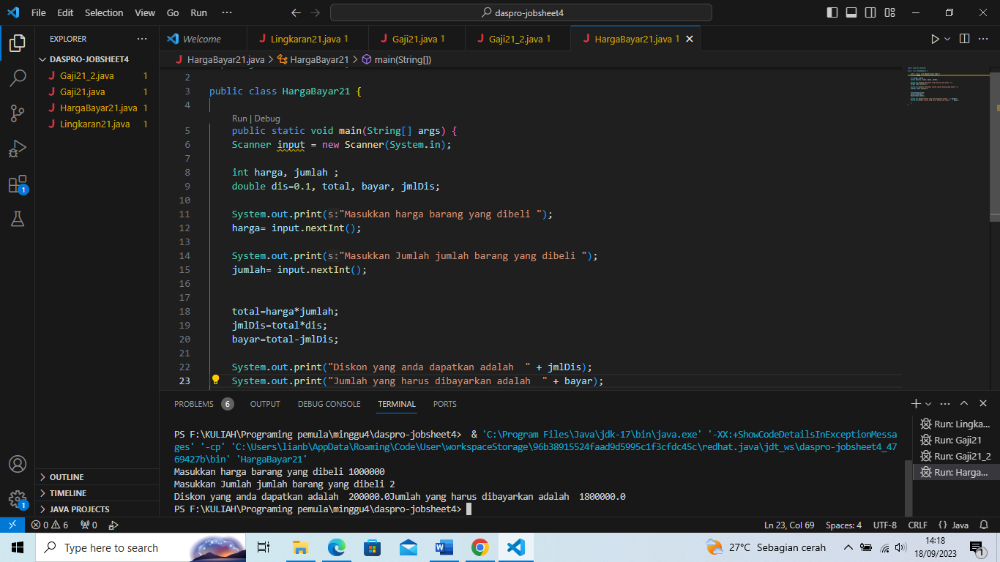 File Edit Selection View Go Run ··· daspro-jobsheet4
EXPLORER ···
DASPRO-JOBSHEET4
Gaji21_2.java 1
Gaji21.java 1
HargaBayar21.java 1
Lingkaran21.java 1
OUTLINE
TIMELINE
JAVA PROJECTS
Welcome Lingkaran21.java 1 Gaji21.java 1 Gaji21_2.java 1 HargaBayar21.java 1
HargaBayar21.java > HargaBayar21 > main(String[])
2
3 public class HargaBayar21 {
4
Run | Debug
5 public static void main(String[] args) {
6 Scanner input = new Scanner(System.in);
7
8 int harga, jumlah ;
9 double dis=0.1, total, bayar, jmlDis;
10
11 System.out.print(s:"Masukkan harga barang yang dibeli ");
12 harga= input.nextInt();
13
14 System.out.print(s:"Masukkan Jumlah jumlah barang yang dibeli ");
15 jumlah= input.nextInt();
16
17
18 total=harga*jumlah;
19 jmlDis=total*dis;
20 bayar=total-jmlDis;
21
22 System.out.print("Diskon yang anda dapatkan adalah  " + jmlDis);
23 System.out.print("Jumlah yang harus dibayarkan adalah  " + bayar);
PROBLEMS 6 OUTPUT DEBUG CONSOLE TERMINAL PORTS
PS F:\KULIAH\Programing pemula\minggu4\daspro-jobsheet4>  & 'C:\Program Files\Java\jdk-17\bin\java.exe' '-XX:+ShowCodeDetailsInExceptionMessa
ges' '-cp' 'C:\Users\lianb\AppData\Roaming\Code\User\workspaceStorage\96b38915524faad9d5995c1f3cfdc45c\redhat.java\jdt_ws\daspro-jobsheet4_47
69427b\bin' 'HargaBayar21'
Masukkan harga barang yang dibeli 1000000
Masukkan Jumlah jumlah barang yang dibeli 2
Diskon yang anda dapatkan adalah  200000.0Jumlah yang harus dibayarkan adalah  1800000.0
PS F:\KULIAH\Programing pemula\minggu4\daspro-jobsheet4>
Run: Lingka...
Run: Gaji21
Run: Gaji21_2
Run: Harga...
1
1
0 6 0 Ln 23, Col 69 Spaces: 4 UTF-8 CRLF {} Java
Type here to search 27°C Sebagian cerah 14:18
18/09/2023 1